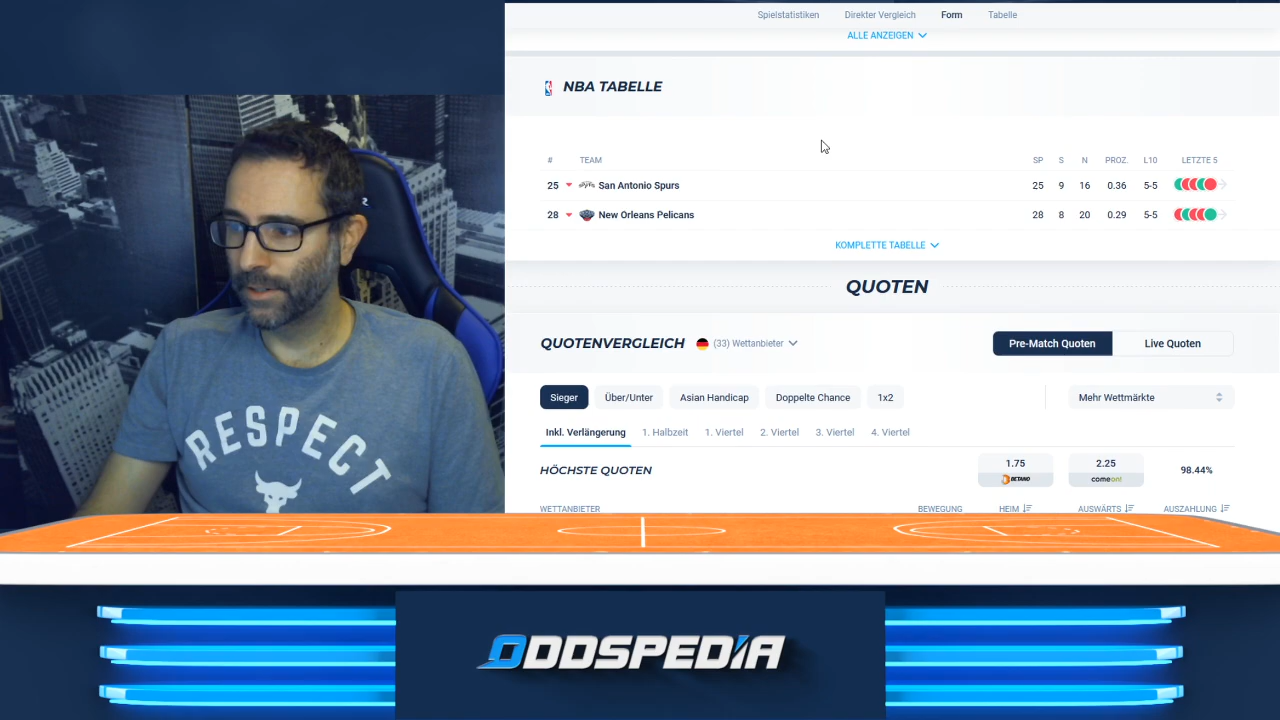 Spielstatistiken Direkter Vergleich Form Tabelle
ALLE ANZEIGEN
NBA TABELLE
# TEAM SP S N PROZ. L10 LETZTE 5
25 San Antonio Spurs 25 9 16 0.36 5-5
28 New Orleans Pelicans 28 8 20 0.29 5-5
KOMPLETTE TABELLE
QUOTEN
QUOTENVERGLEICH (33) Wettanbieter Pre-Match Quoten Live Quoten
Sieger Über/Unter Asian Handicap Doppelte Chance 1x2 Mehr Wettmärkte
Inkl. Verlängerung 1. Halbzeit 1. Viertel 2. Viertel 3. Viertel 4. Viertel
HÖCHSTE QUOTEN 1.75 2.25 98.44%
BETANO comeon!
WETTANBIETER BEWEGUNG HEIM AUSWÄRTS AUSZAHLUNG
RESPECT
ODDSPEDIA